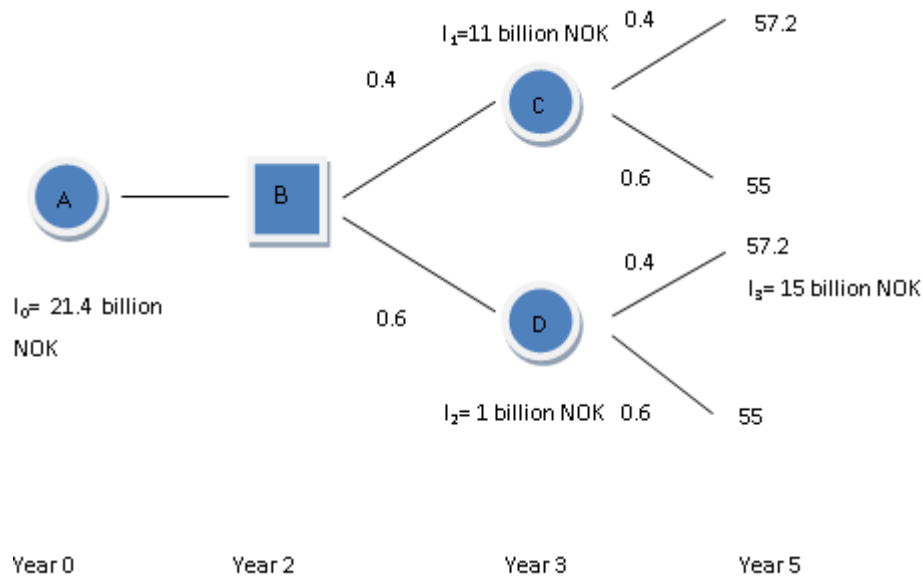 I₁=11 billion NOK
0.4
57.2
0.4
C
0.6
55
A
B
57.2
0.4
I₃= 15 billion NOK
I₀= 21.4 billion
NOK
0.6
D
I₂= 1 billion NOK
0.6
55
Year 0
Year 2
Year 3
Year 5